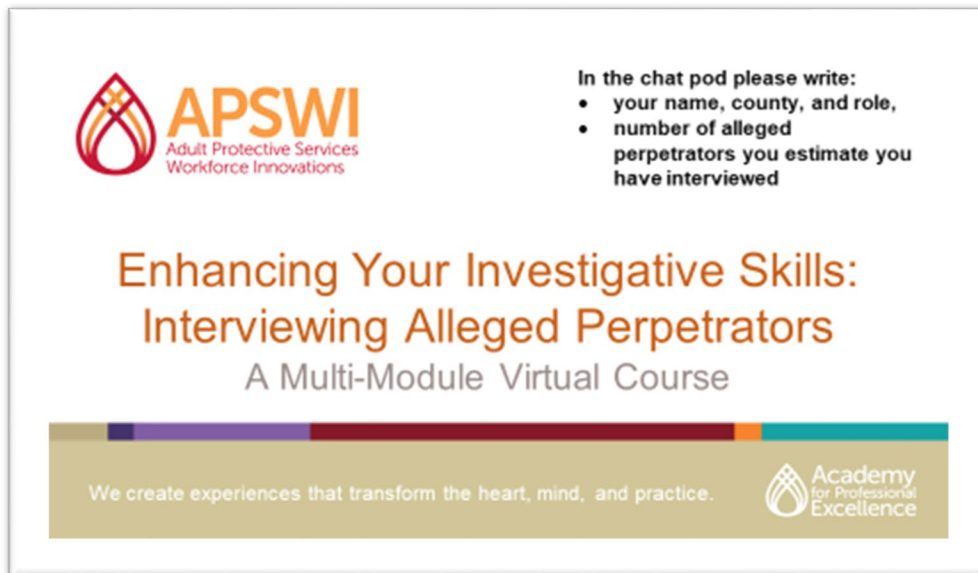 APSWI
Adult Protective Services
Workforce Innovations
In the chat pod please write:
• your name, county, and role,
• number of alleged
perpetrators you estimate you
have interviewed
Enhancing Your Investigative Skills:
Interviewing Alleged Perpetrators
A Multi-Module Virtual Course
We create experiences that transform the heart, mind, and practice.
Academy
for Professional
Excellence